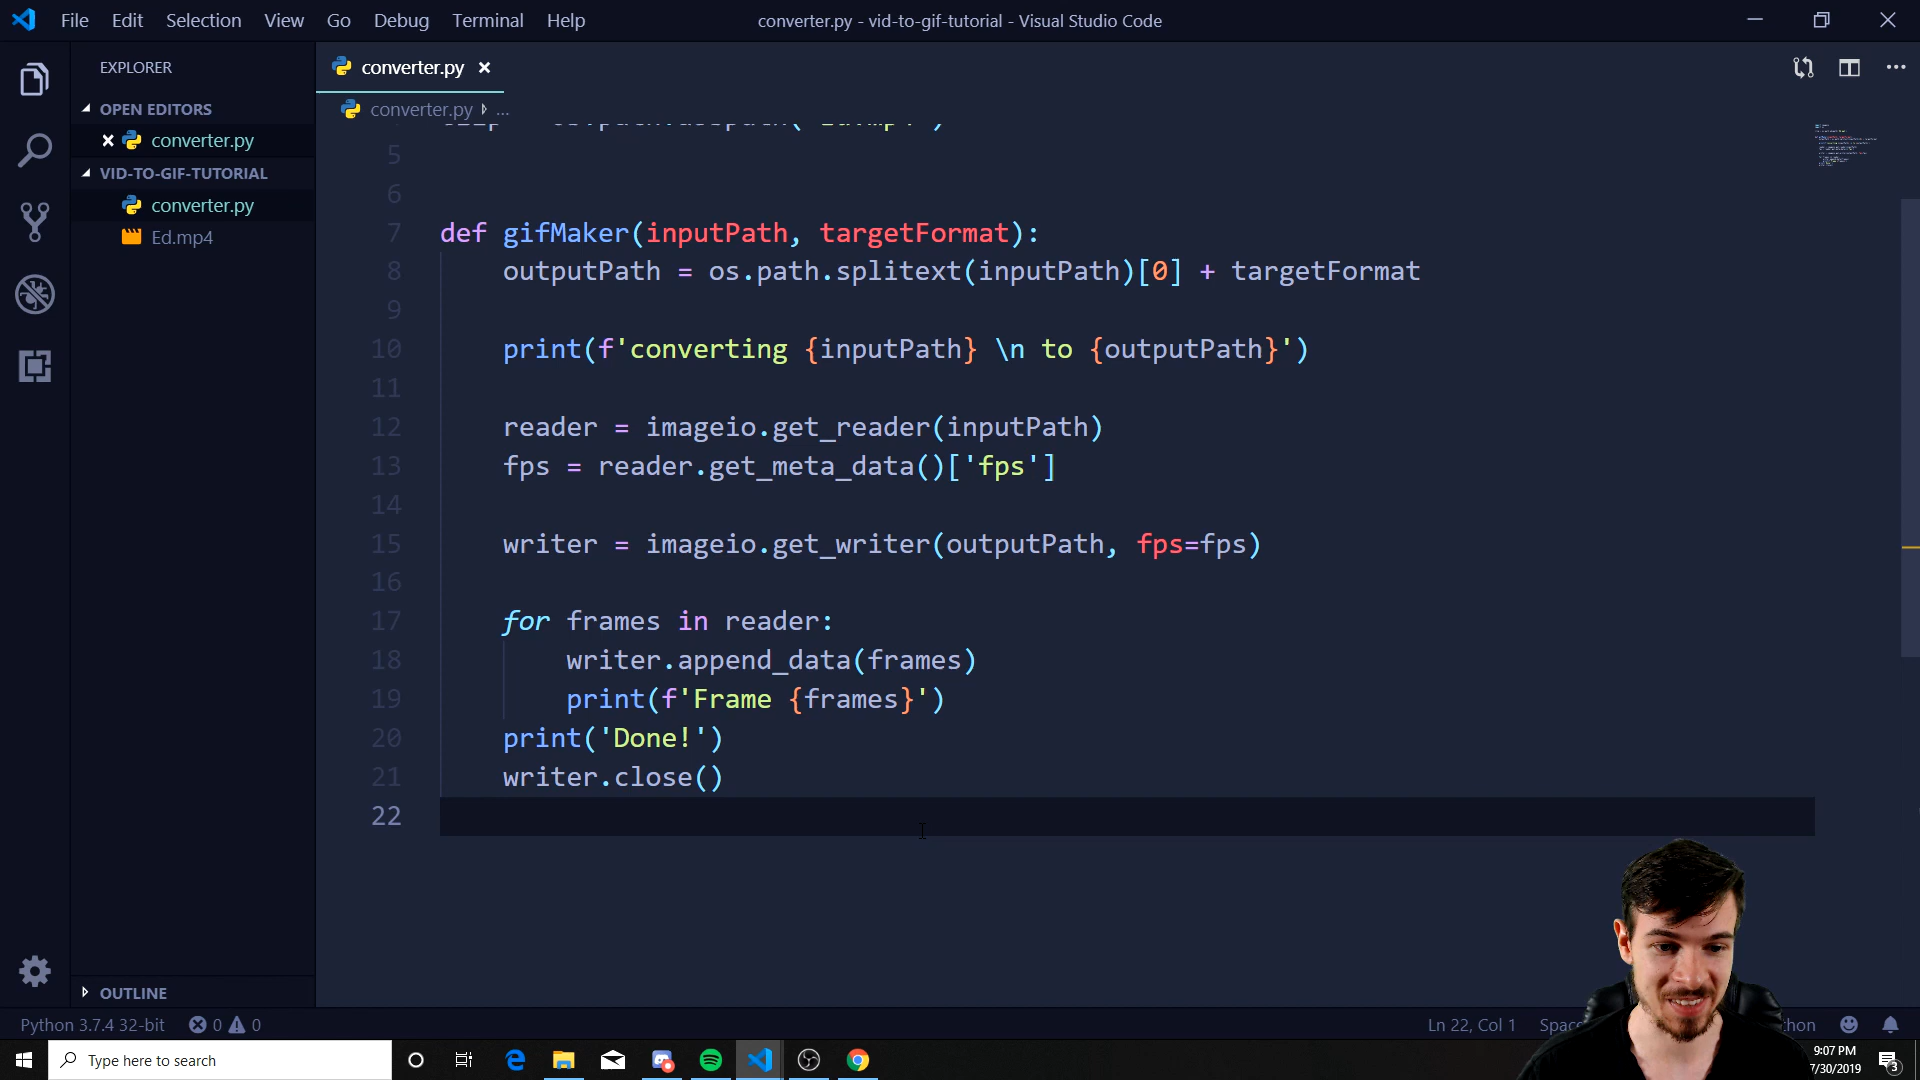 File Edit Selection View Go Debug Terminal Help
converter.py - vid-to-gif-tutorial - Visual Studio Code
EXPLORER
OPEN EDITORS
converter.py
VID-TO-GIF-TUTORIAL
converter.py
Ed.mp4
OUTLINE
converter.py
converter.py ...
5
6
7 def gifMaker(inputPath, targetFormat):
8 outputPath = os.path.splitext(inputPath)[0] + targetFormat
9
10 print(f'converting {inputPath} \n to {outputPath}')
11
12 reader = imageio.get_reader(inputPath)
13 fps = reader.get_meta_data()['fps']
14
15 writer = imageio.get_writer(outputPath, fps=fps)
16
17 for frames in reader:
18 writer.append_data(frames)
19 print(f'Frame {frames}')
20 print('Done!')
21 writer.close()
22
Python 3.7.4 32-bit 0 0
Ln 22, Col 1
Type here to search
9:07 PM
7/30/2019
3